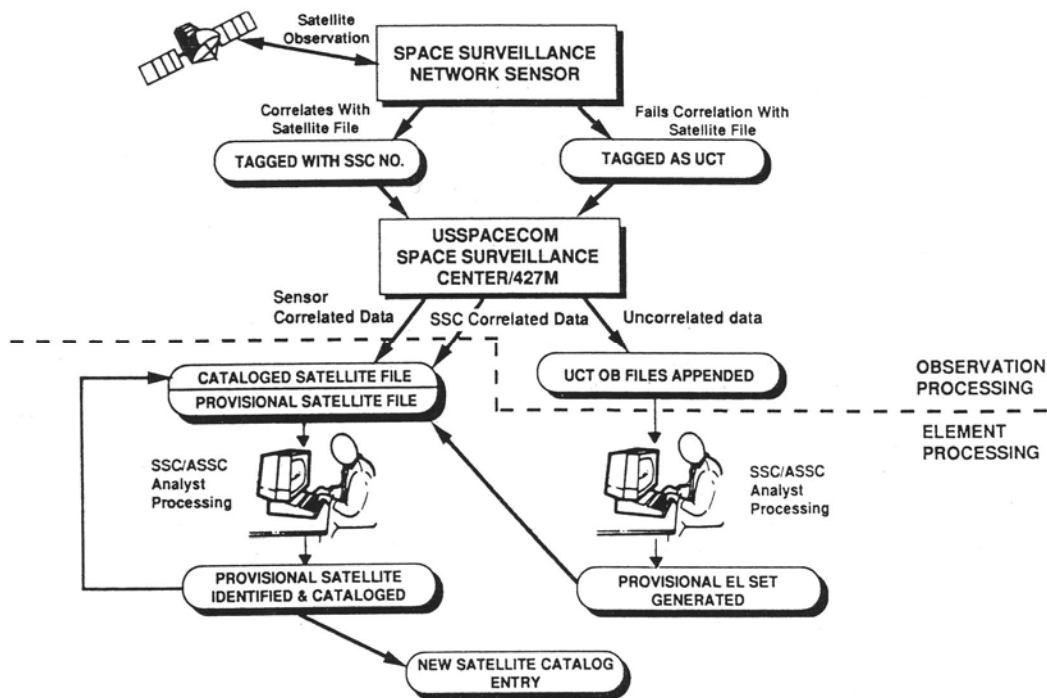 Satellite
Observation
SPACE SURVEILLANCE
NETWORK SENSOR
Correlates With
Satellite File
Fails Correlation With
Satellite File
TAGGED WITH SSC NO.
TAGGED AS UCT
USSPACECOM
SPACE SURVEILLANCE
CENTER/427M
Sensor
Correlated Data
SSC Correlated Data
Uncorrelated data
CATALOGED SATELLITE FILE
PROVISIONAL SATELLITE FILE
UCT OB FILES APPENDED
OBSERVATION
PROCESSING
ELEMENT
PROCESSING
SSC/ASSC
Analyst
Processing
SSC/ASSC
Analyst
Processing
PROVISIONAL SATELLITE
IDENTIFIED & CATALOGED
PROVISIONAL EL SET
GENERATED
NEW SATELLITE CATALOG
ENTRY